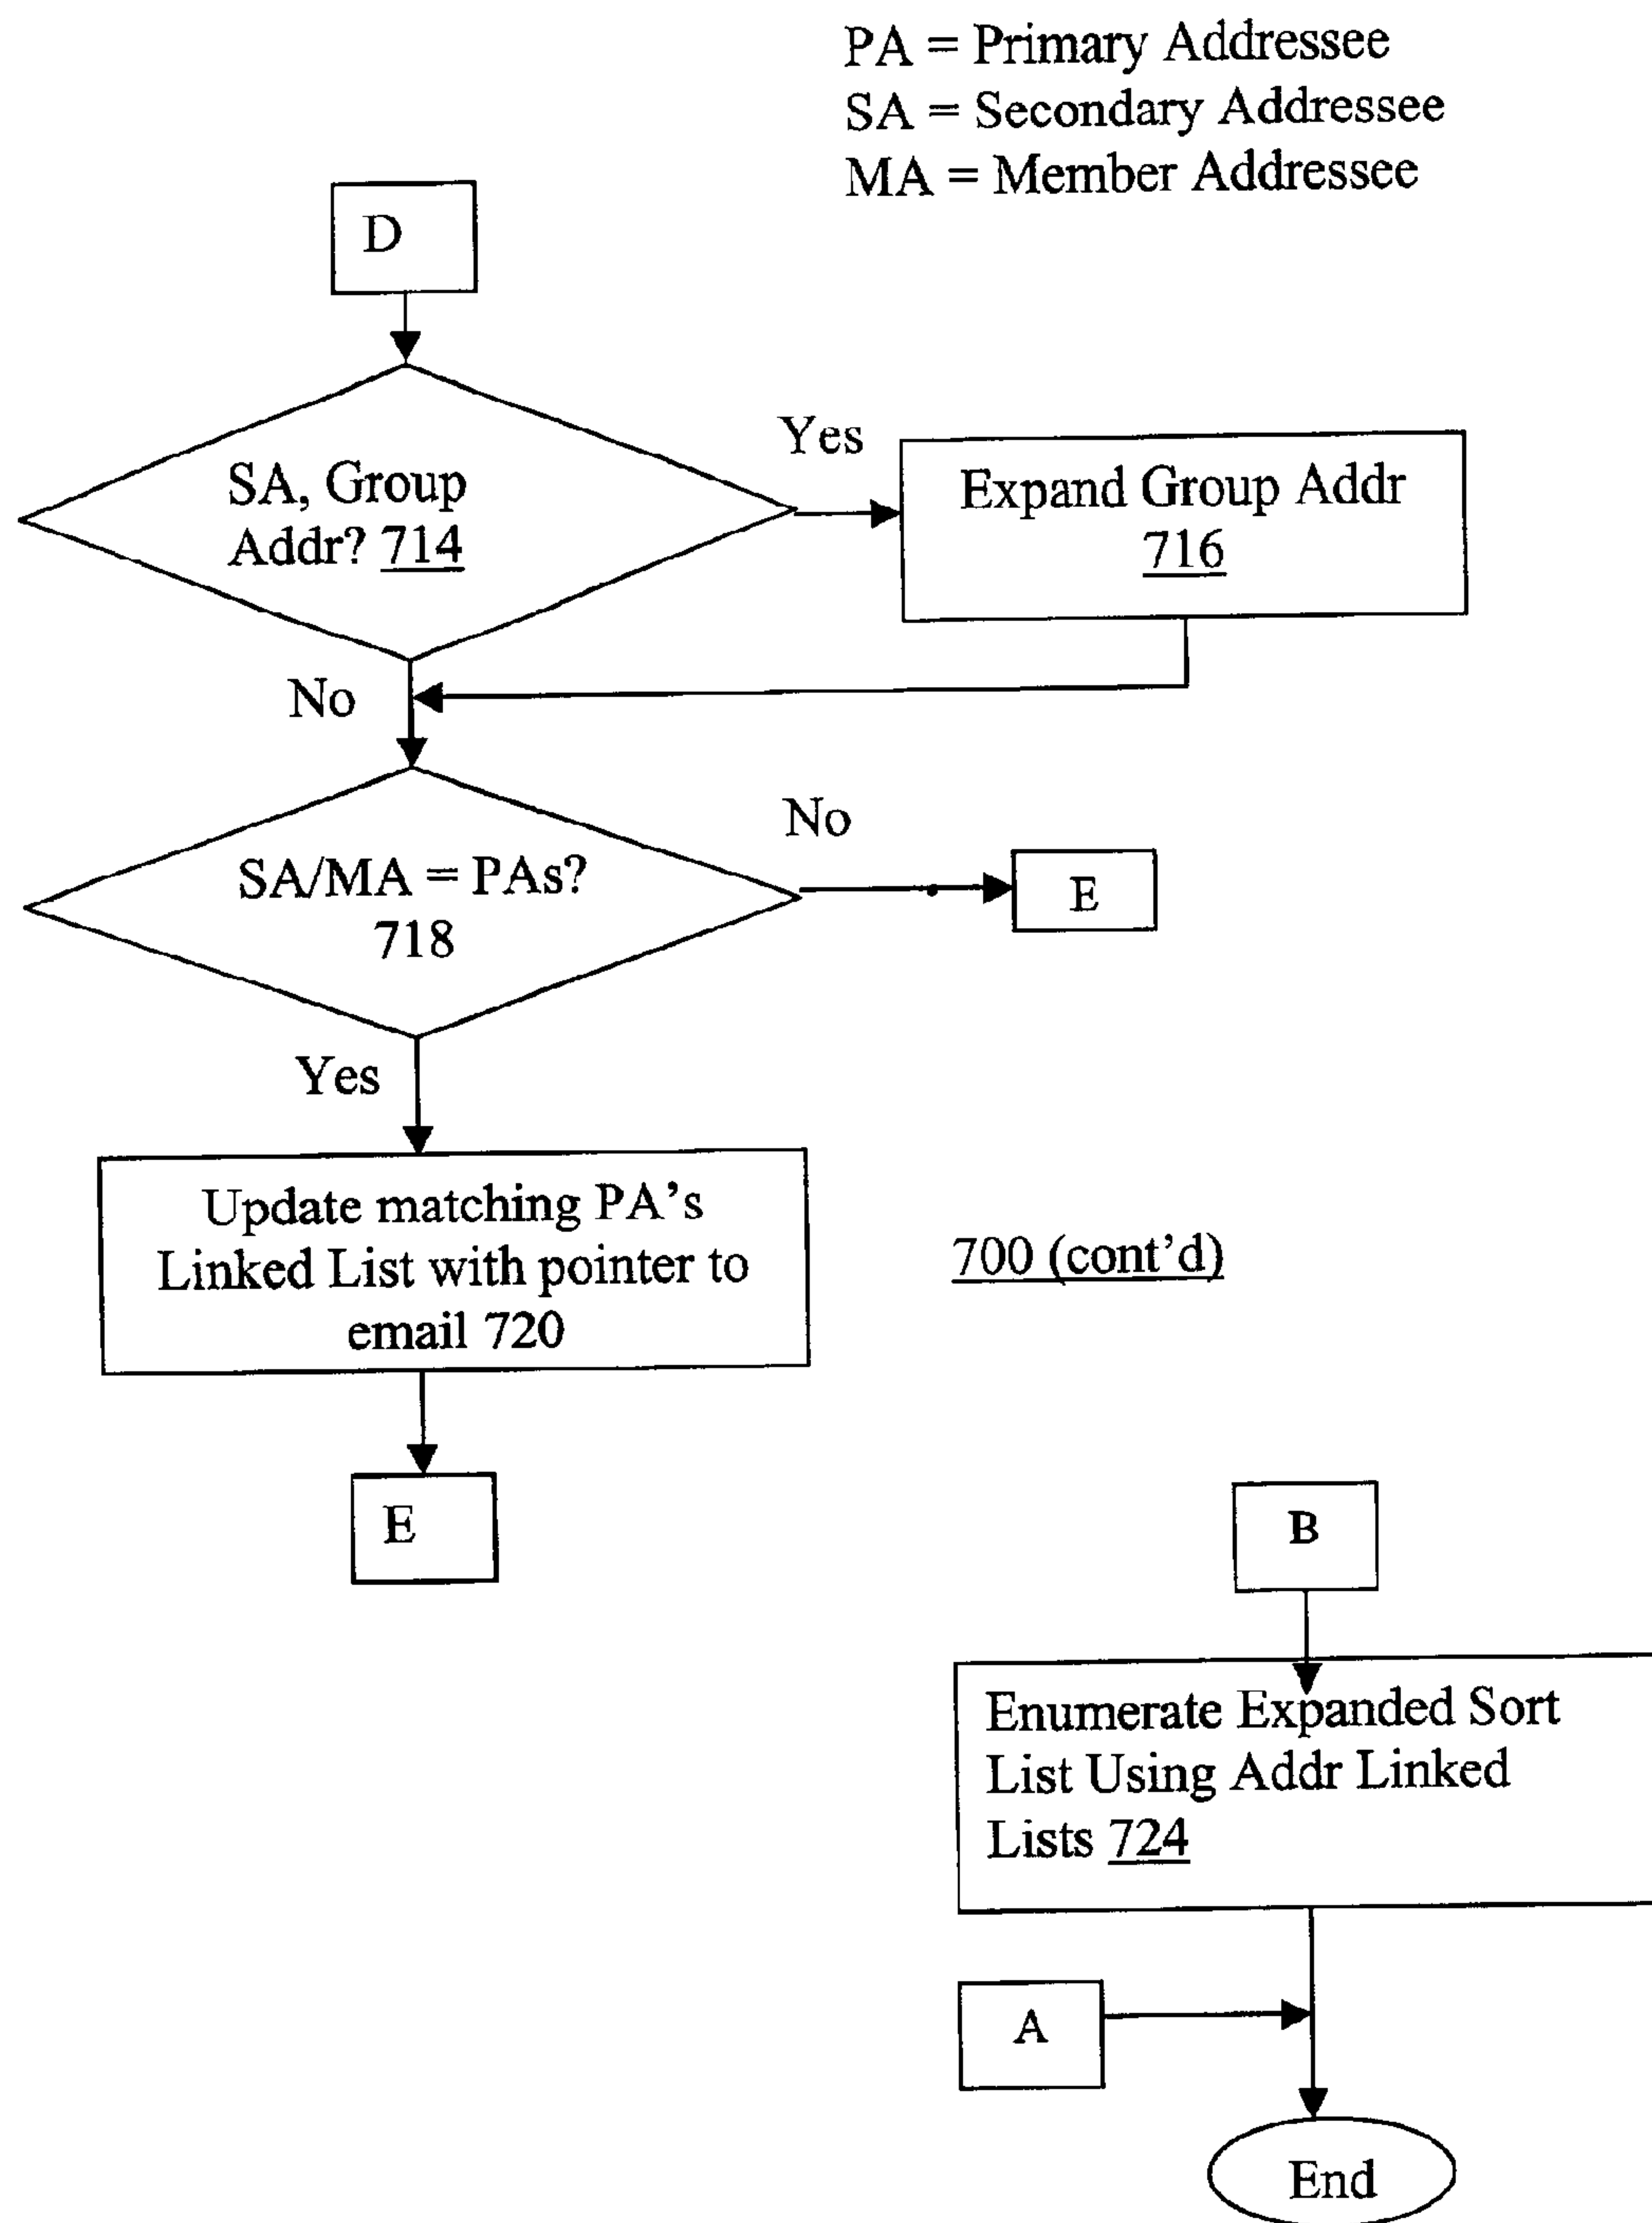 PA = Primary Addressee
SA = Secondary Addressee
MA = Member Addressee
D
SA, Group
Addr? 714
Yes
Expand Group Addr
716
No
SA/MA = PAs?
718
No
E
Yes
Update matching PA's
Linked List with pointer to
email 720
700 (cont'd)
E
B
Enumerate Expanded Sort
List Using Addr Linked
Lists 724
A
End